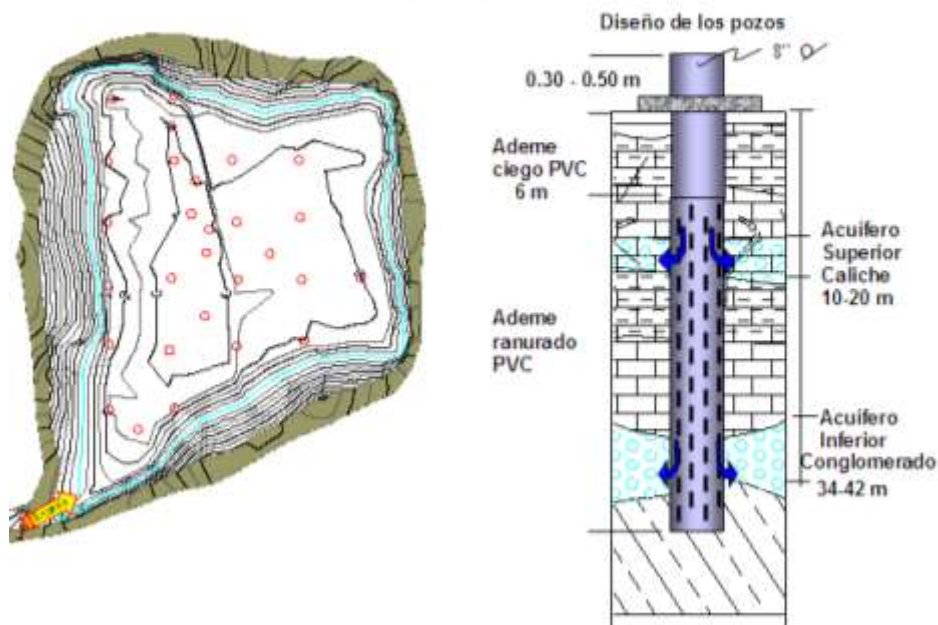 Diseño de los pozos
8" Ø
0.30 - 0.50 m
Ademe
ciego PVC
6 m
Acuifero
Superior
Caliche
10-20 m
Ademe
ranurado
PVC
Acuífero
Inferior
Conglomerado
34-42 m